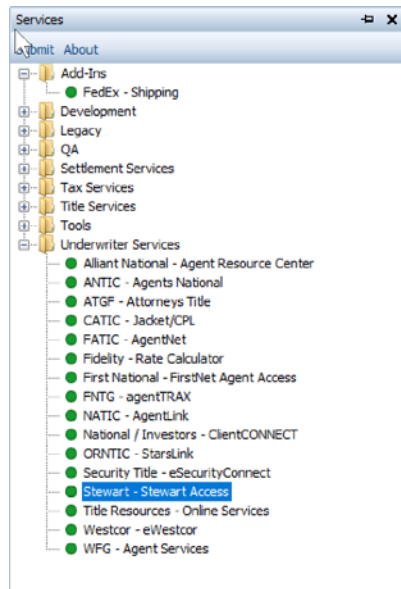 Services
Submit About
Add-Ins
FedEx - Shipping
Development
Legacy
QA
Settlement Services
Tax Services
Title Services
Tools
Underwriter Services
Alliant National - Agent Resource Center
ANTIC - Agents National
ATGF - Attorneys Title
CATIC - Jacket/CPL
FATIC - AgentNet
Fidelity - Rate Calculator
First National - FirstNet Agent Access
FNTG - agentTRAX
NATIC - AgentLink
National / Investors - ClientCONNECT
ORNTIC - StarsLink
Security Title - eSecurityConnect
Stewart - Stewart Access
Title Resources - Online Services
Westcor - eWestcor
WFG - Agent Services